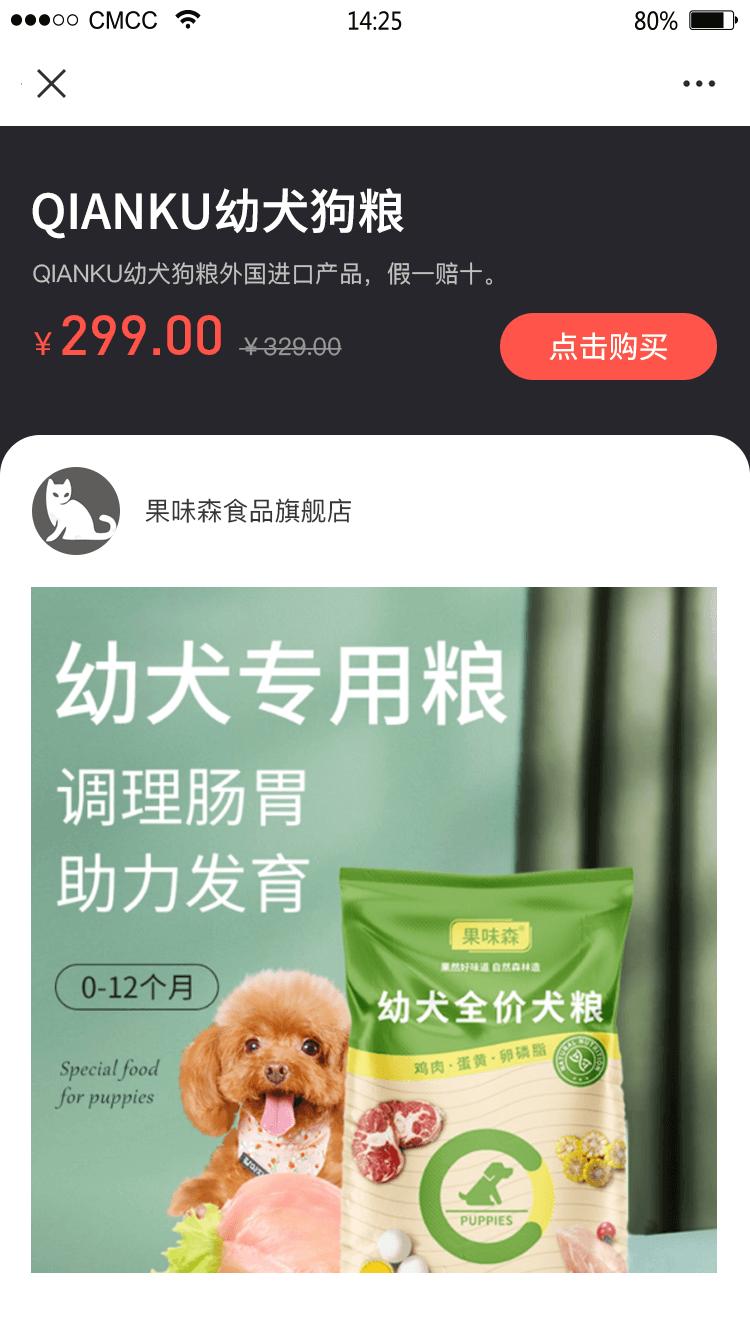 CMCC 14:25 80%
QIANKU幼犬狗粮
QIANKU幼犬狗粮外国进口产品，假一赔十。
¥299.00 ¥329.00
点击购买
果味森食品旗舰店
幼犬专用粮
调理肠胃
助力发育
0-12个月
Special food
for puppies
果味森®
果然好味道 自然森林造
幼犬全价犬粮
鸡肉·蛋黄·卵磷脂
NATURAL NUTRITION
PUPPIES